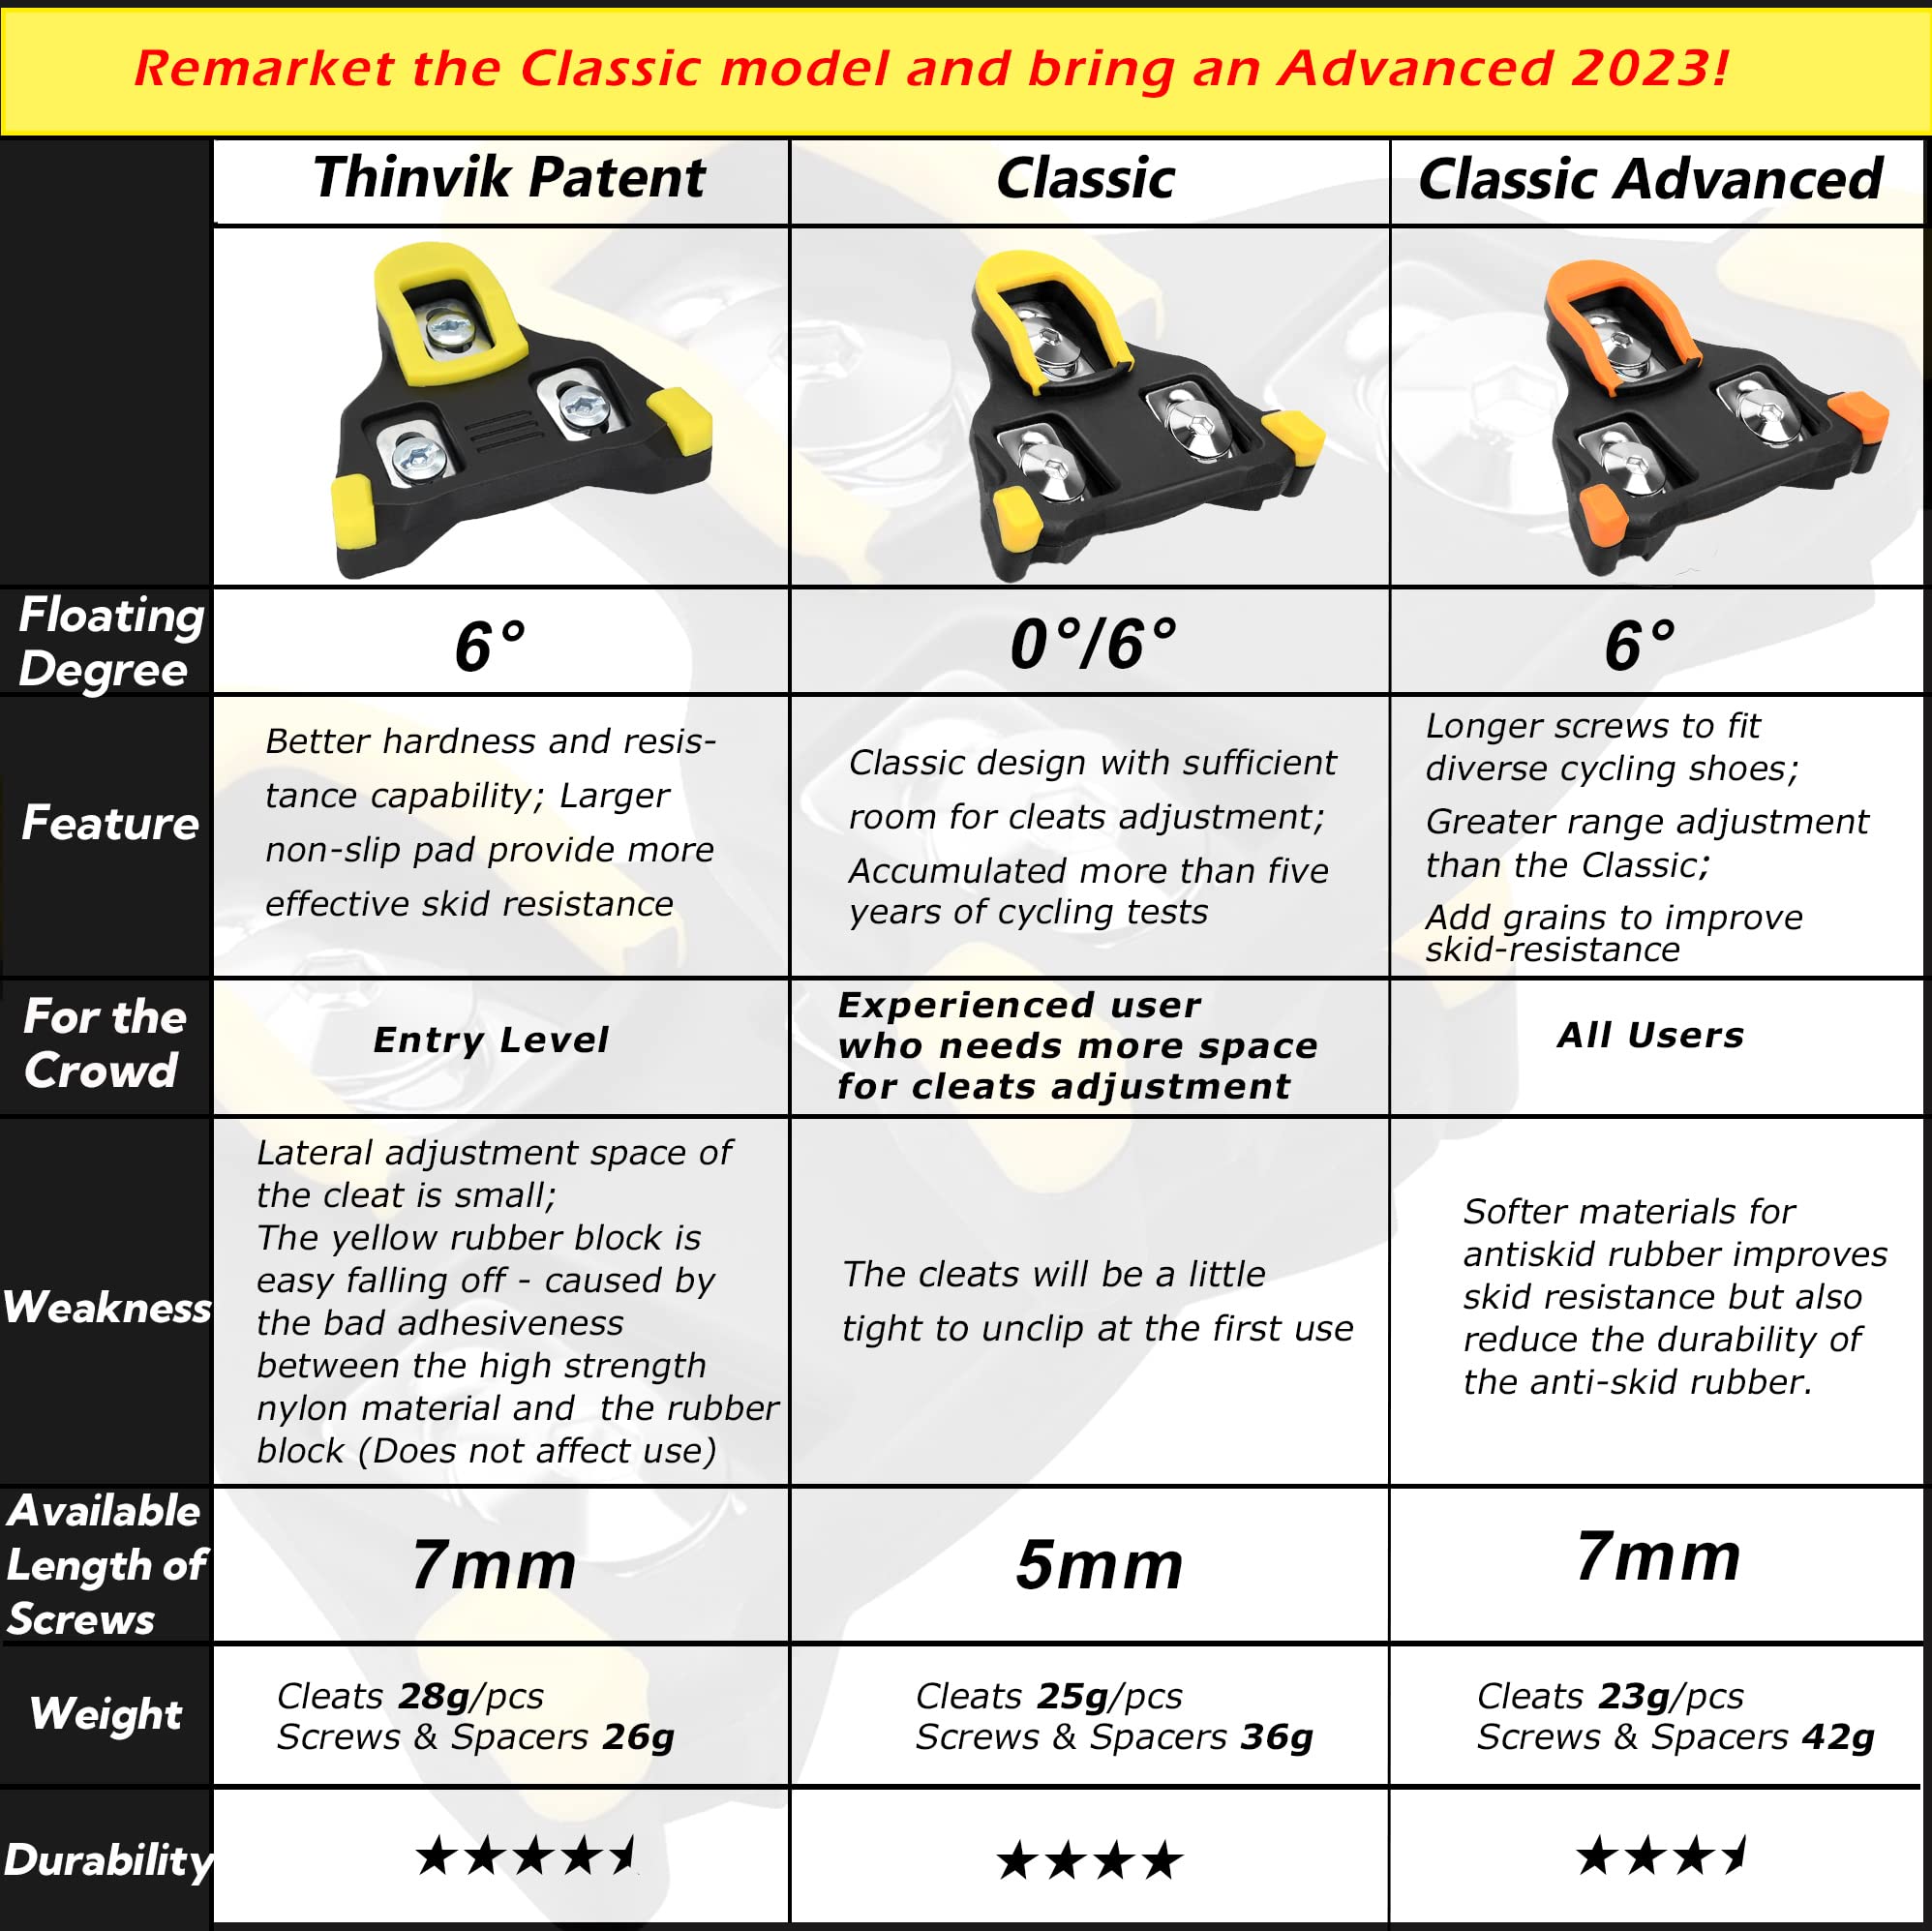 Remarket the Classic model and bring an Advanced 2023!
Thinvik Patent
Classic
Classic Advanced
Floating
Degree
6°
0°/6°
6°
Feature
Better hardness and resis-
tance capability; Larger
non-slip pad provide more
effective skid resistance
Classic design with sufficient
room for cleats adjustment;
Accumulated more than five
years of cycling tests
Longer screws to fit
diverse cycling shoes;
Greater range adjustment
than the Classic;
Add grains to improve
skid-resistance
For the
Crowd
Entry Level
Experienced user
who needs more space
for cleats adjustment
All Users
Weakness
Lateral adjustment space of
the cleat is small;
The yellow rubber block is
easy falling off - caused by
the bad adhesiveness
between the high strength
nylon material and  the rubber
block (Does not affect use)
The cleats will be a little
tight to unclip at the first use
Softer materials for
antiskid rubber improves
skid resistance but also
reduce the durability of
the anti-skid rubber.
Available
Length of
Screws
7mm
5mm
7mm
Weight
Cleats 28g/pcs
Screws & Spacers 26g
Cleats 25g/pcs
Screws & Spacers 36g
Cleats 23g/pcs
Screws & Spacers 42g
Durability